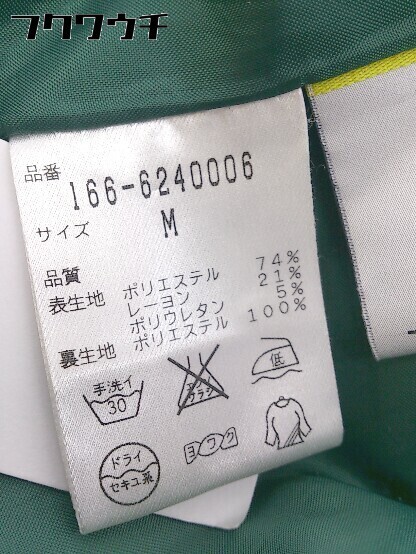 フクワウチ
品番
166-6240006
サイズ M
品質
表生地 ポリエステル 74%
レーヨン 21%
ポリウレタン 5%
裏生地 ポリエステル 100%
手洗イ
30
低
ドライ
セキユ系
ヨワク